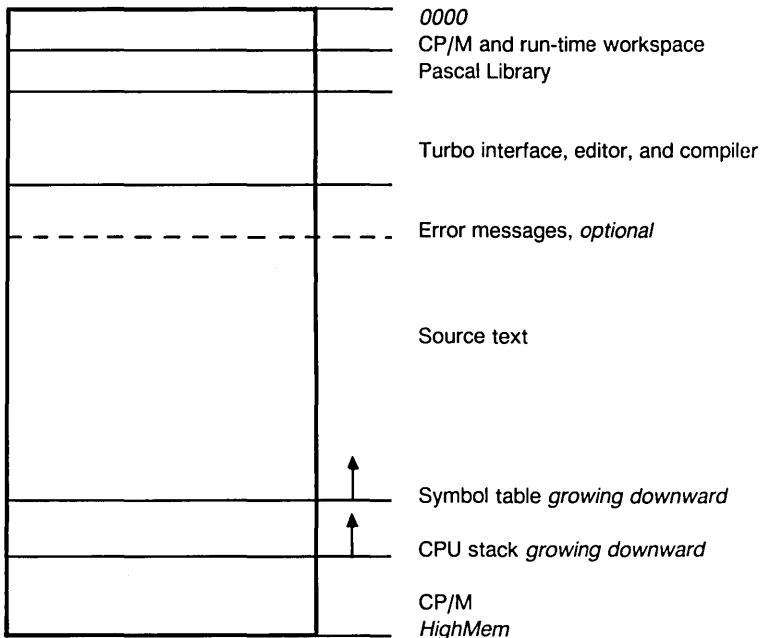 0000
CP/M and run-time workspace
Pascal Library
Turbo interface, editor, and compiler
Error messages, optional
Source text
Symbol table growing downward
CPU stack growing downward
CP/M
HighMem